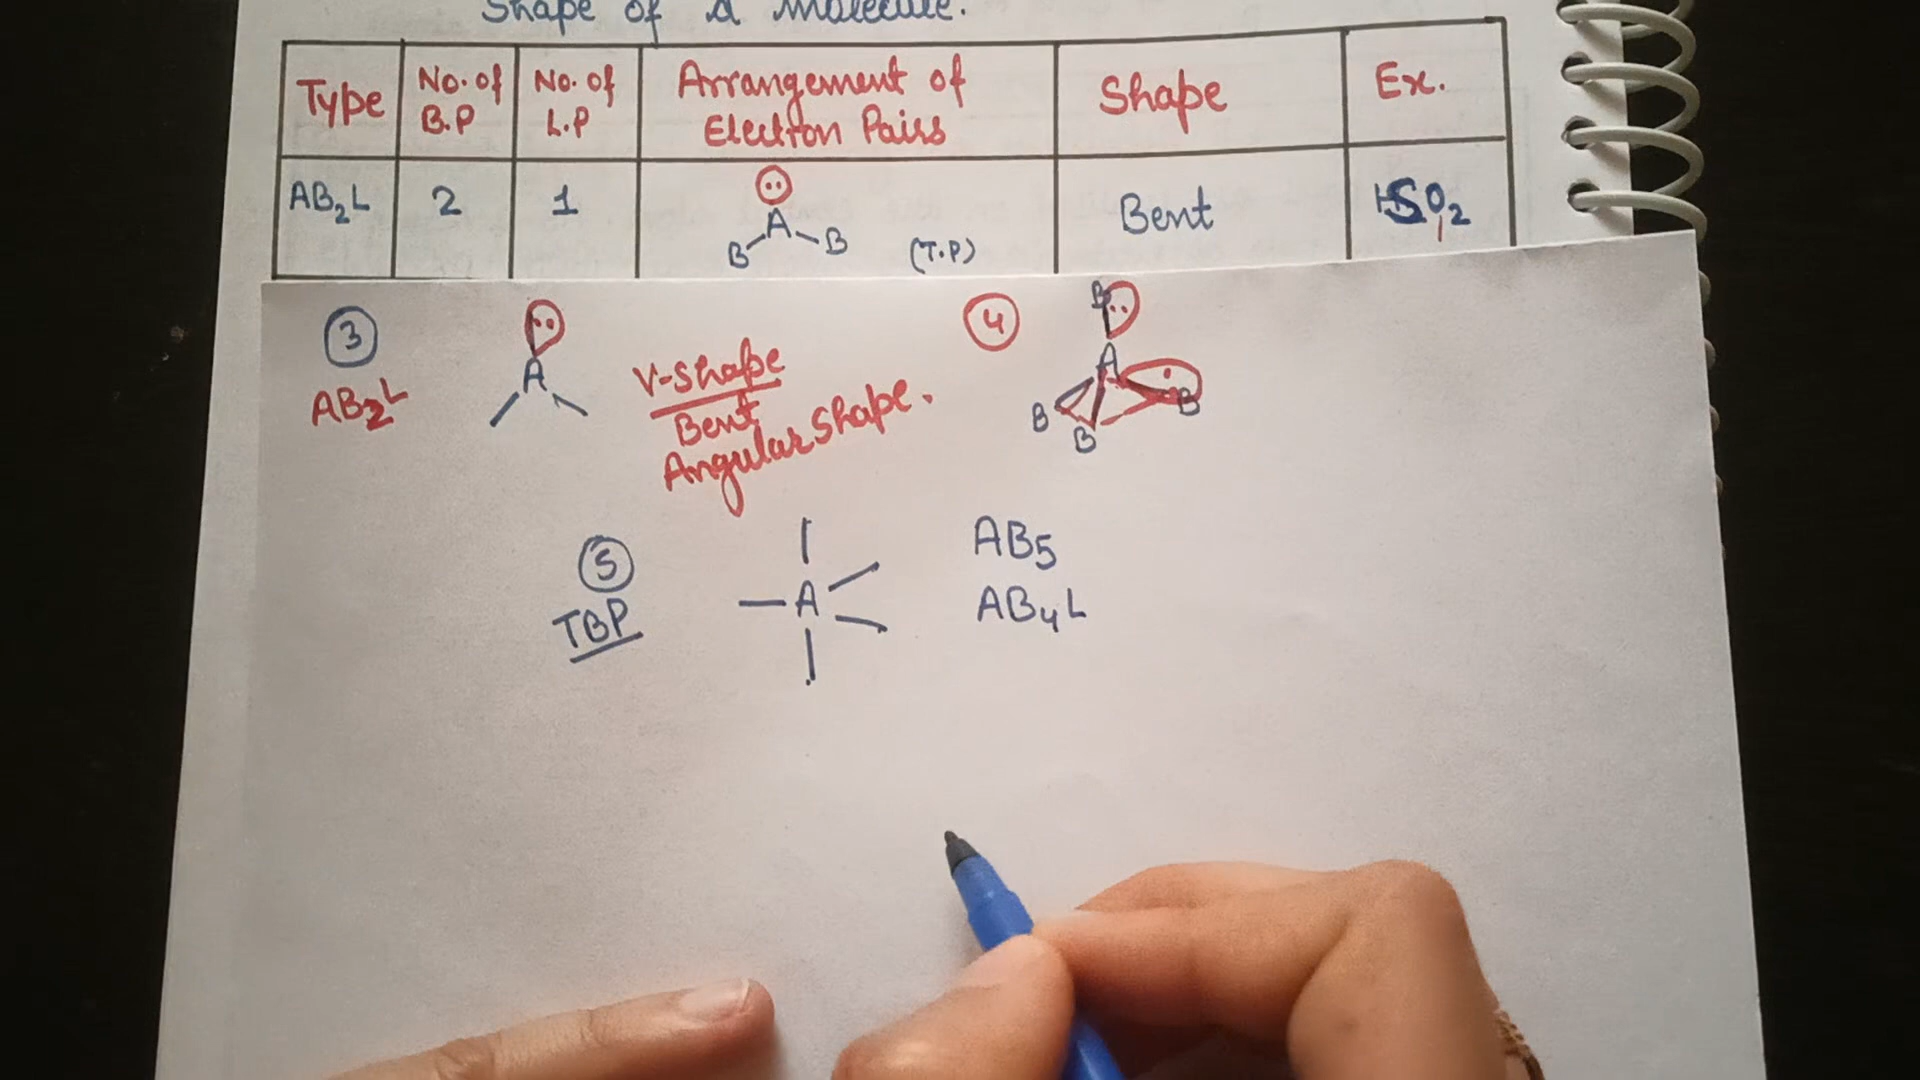 Shape of A Molecule.
Type No. of B.P No. of L.P Arrangement of Electron Pairs Shape Ex.
AB2L 2 1 A B B (T.P) Bent SO2
3 AB2L A V-Shape
Bent
Angular Shape.
4 B A B B B
5 TBP A AB5
AB4L